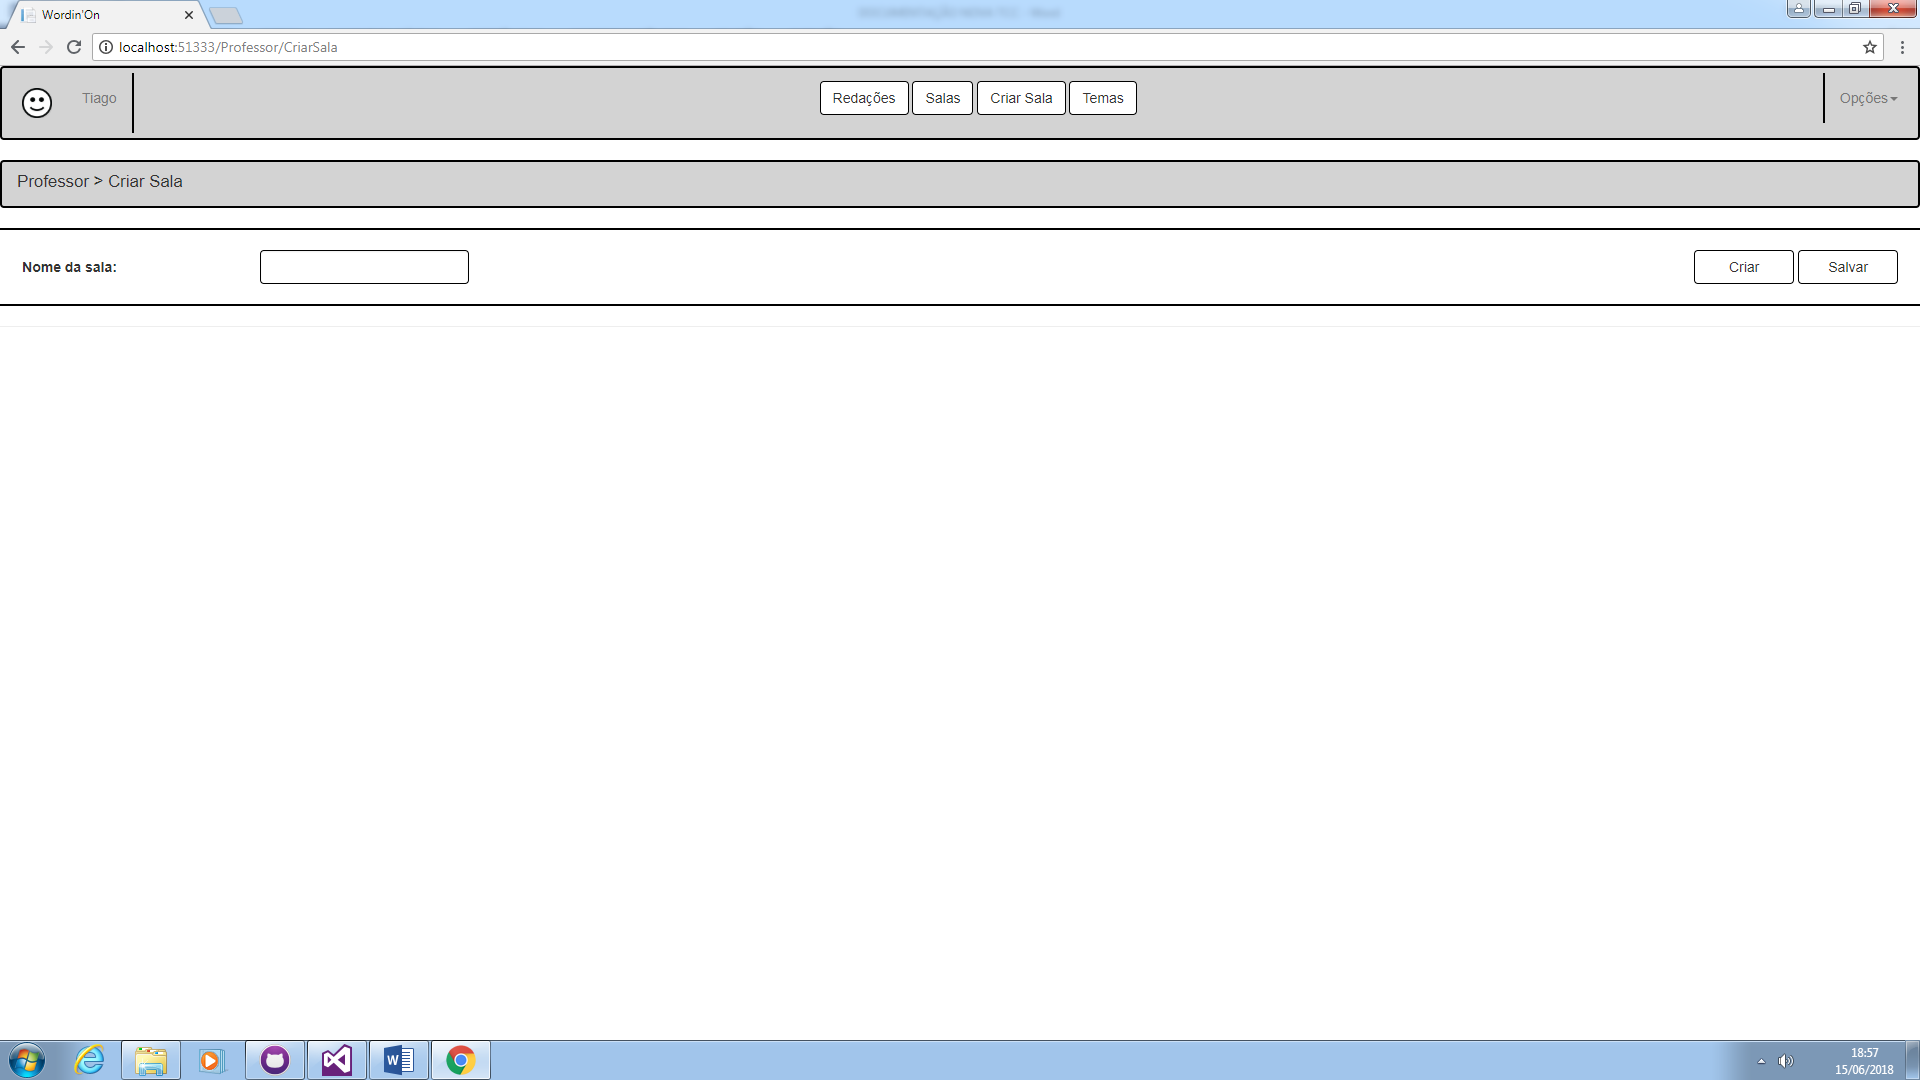 Wordin'On
localhost:51333/Professor/CriarSala
Tiago
Redações
Salas
Criar Sala
Temas
Opções
Professor > Criar Sala
Nome da sala:
Criar
Salvar
18:57
15/06/2018